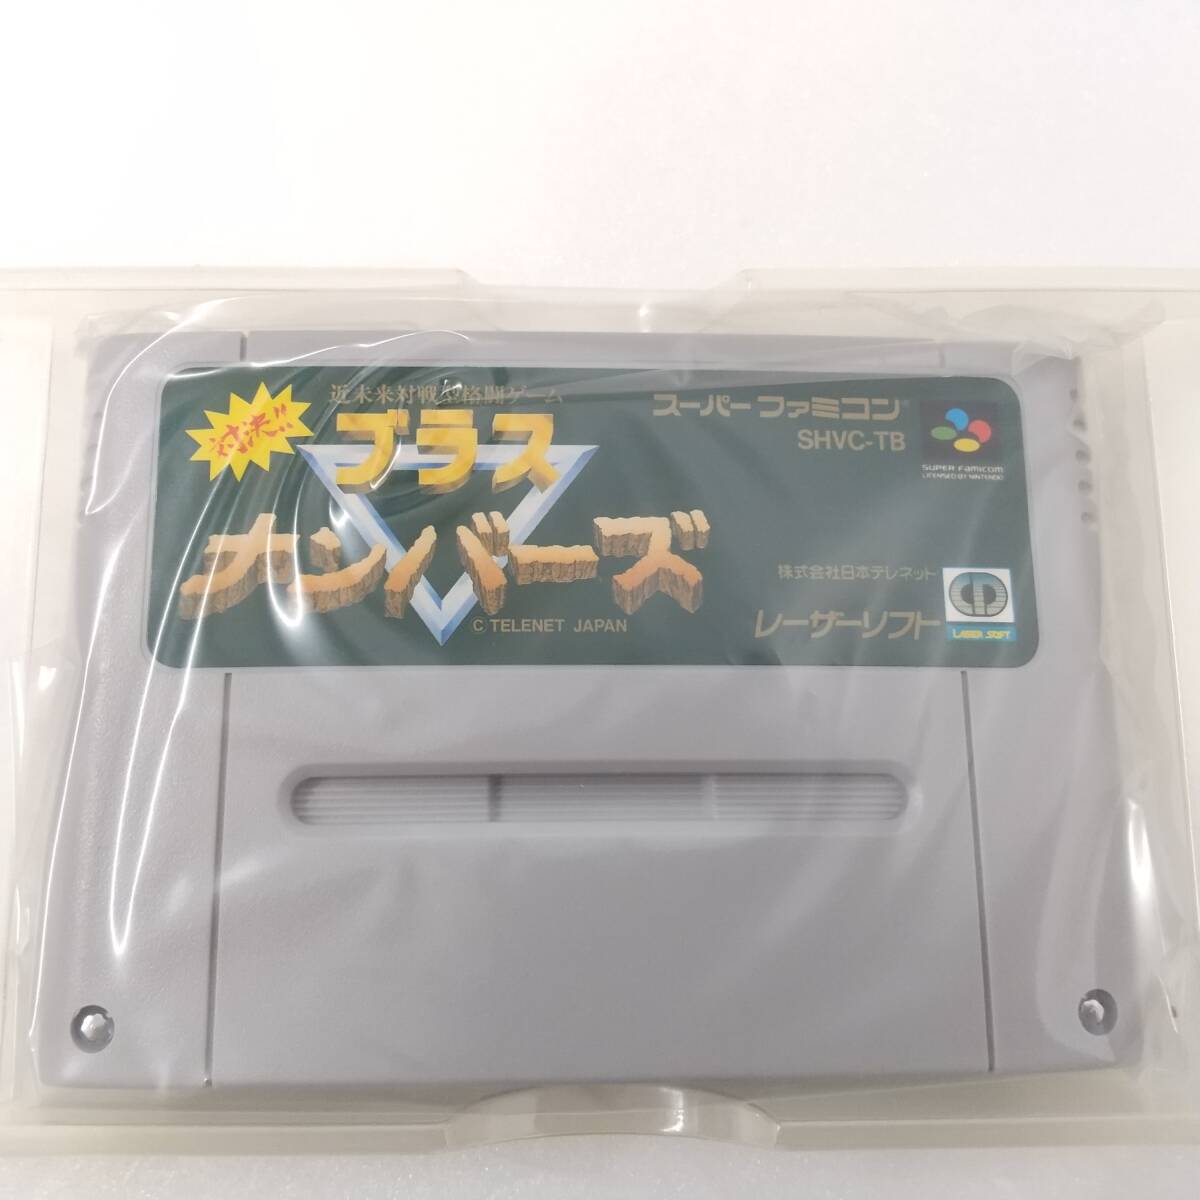 近未来対戦型格闘ゲーム
対決!!
ブラス
ナンバーズ
© TELENET JAPAN
スーパーファミコン®
SHVC-TB
SUPER FAMICOM
LICENSED BY NINTENDO
株式会社日本テレネット
レーザーソフト
LASER SOFT